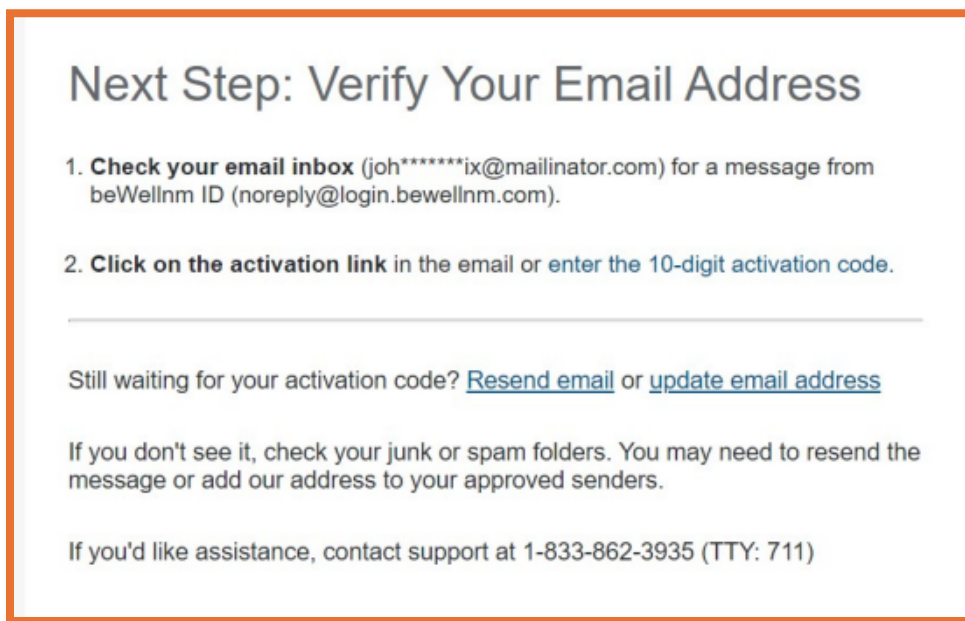 Next Step: Verify Your Email Address
1. Check your email inbox (joh*******ix@mailinator.com) for a message from
beWellnm ID (noreply@login.bewellnm.com).
2. Click on the activation link in the email or enter the 10-digit activation code.
Still waiting for your activation code? Resend email or update email address
If you don't see it, check your junk or spam folders. You may need to resend the
message or add our address to your approved senders.
If you'd like assistance, contact support at 1-833-862-3935 (TTY: 711)